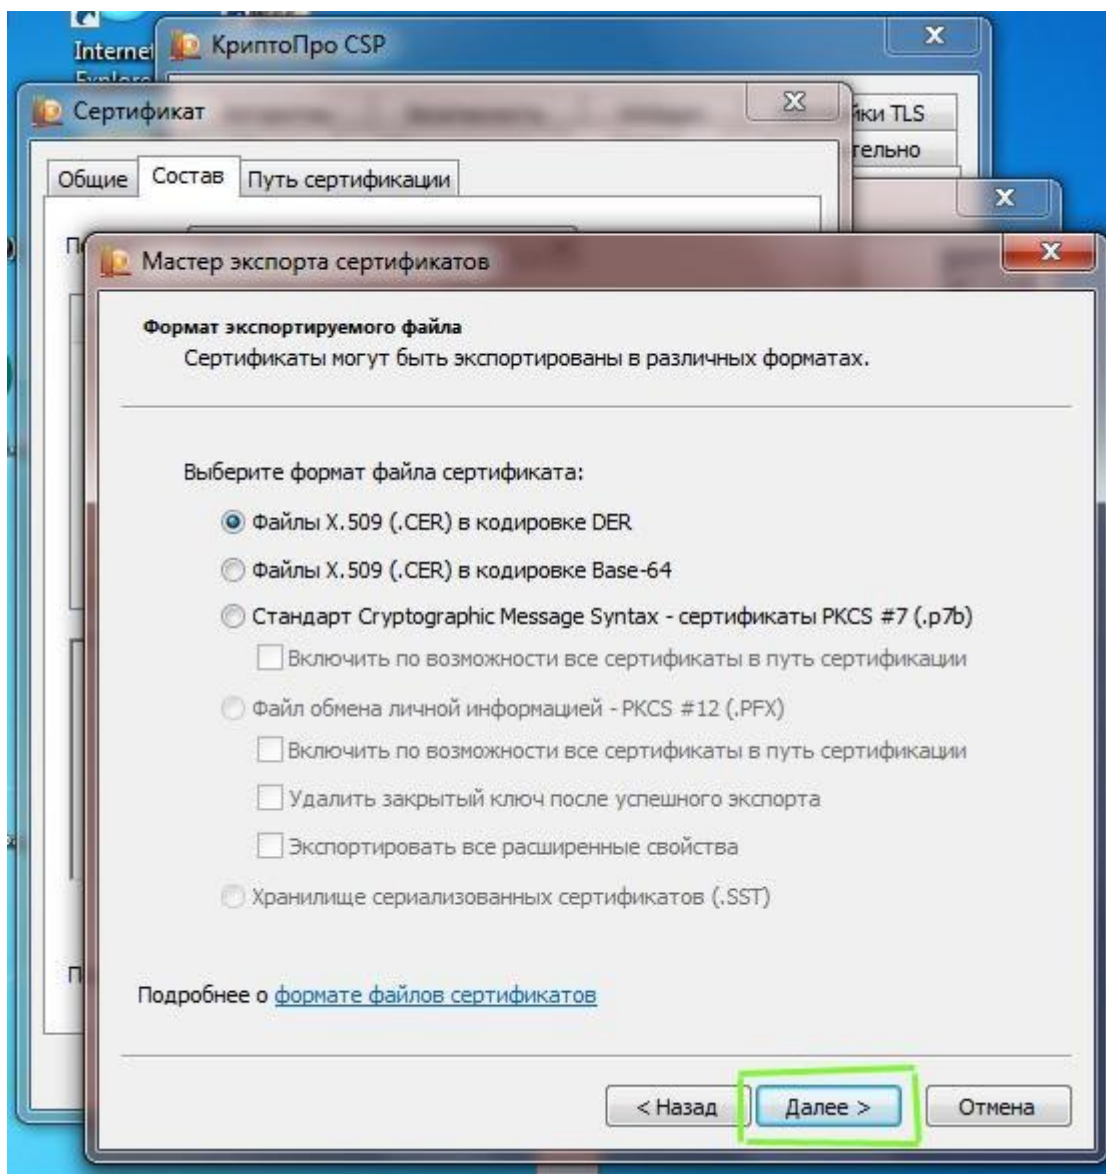 Internet
КриптоПро CSP
Сертификат
йки TLS
тельно
Общие
Состав
Путь сертификации
Мастер экспорта сертификатов
Формат экспортируемого файла
Сертификаты могут быть экспортированы в различных форматах.
Выберите формат файла сертификата:
Файлы X.509 (.CER) в кодировке DER
Файлы X.509 (.CER) в кодировке Base-64
Стандарт Cryptographic Message Syntax - сертификаты PKCS #7 (.p7b)
Включить по возможности все сертификаты в путь сертификации
Файл обмена личной информацией - PKCS #12 (.PFX)
Включить по возможности все сертификаты в путь сертификации
Удалить закрытый ключ после успешного экспорта
Экспортировать все расширенные свойства
Хранилище сериализованных сертификатов (.SST)
Подробнее о формате файлов сертификатов
< Назад
Далее >
Отмена